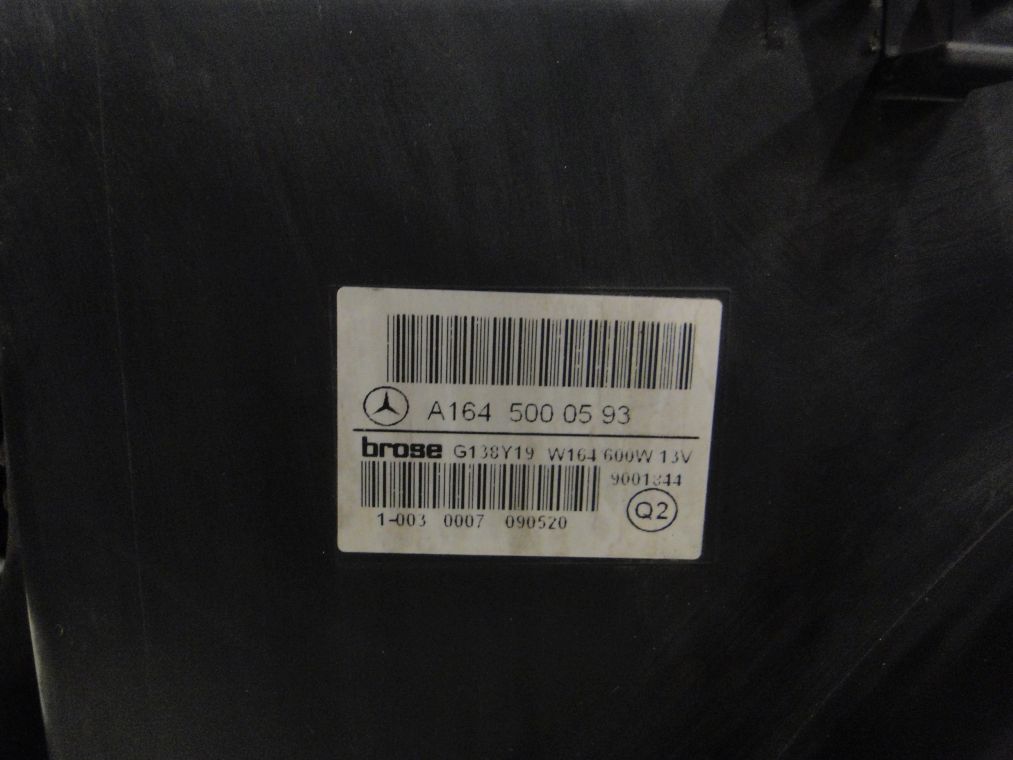 A164 500 05 93
brose G138Y19 W164 600W 13V
9001344
1-003 0007 090520
Q2